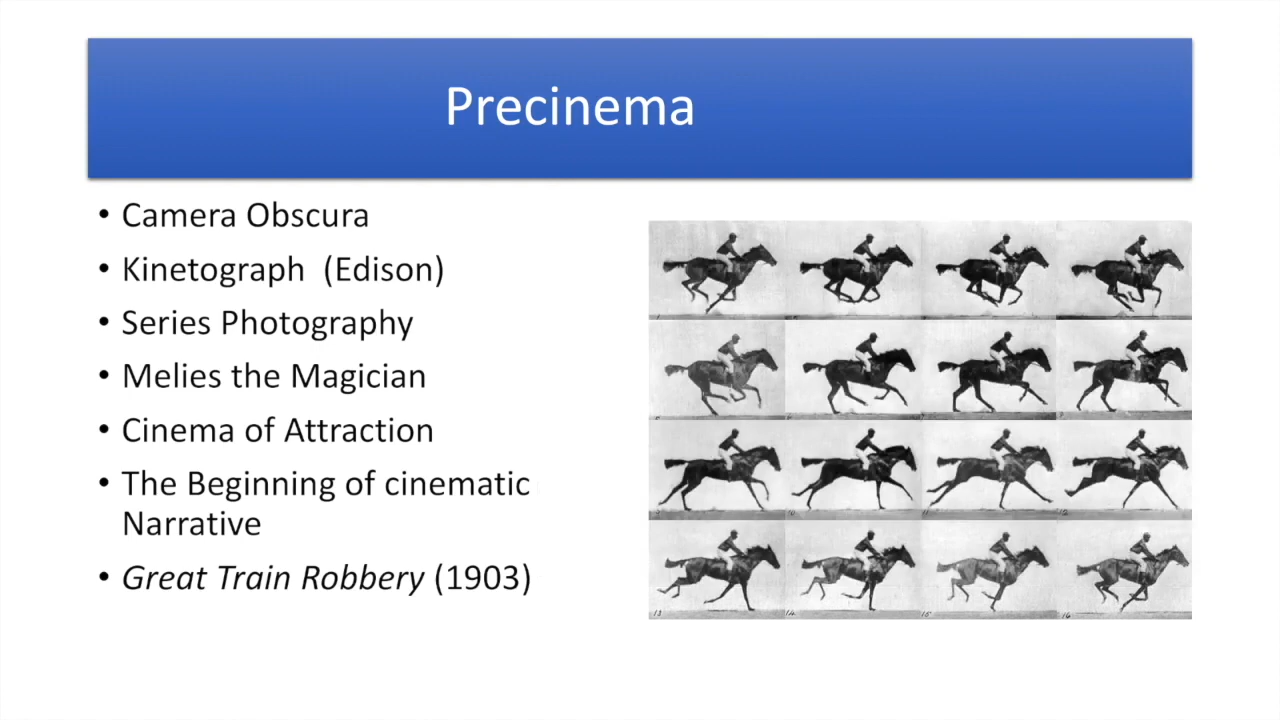 Precinema
• Camera Obscura
• Kinetograph  (Edison)
• Series Photography
• Melies the Magician
• Cinema of Attraction
• The Beginning of cinematic
Narrative
• Great Train Robbery (1903)